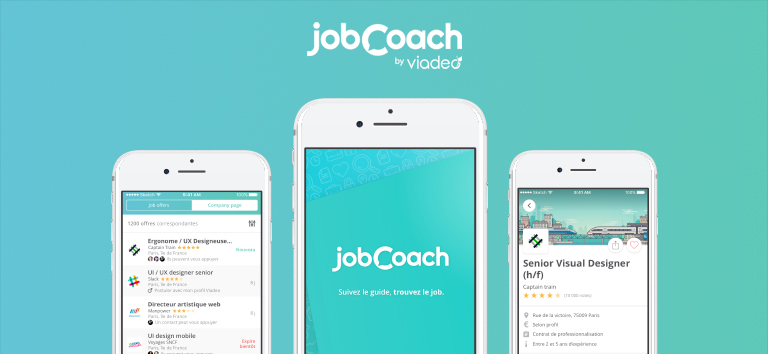 jobCoach
by viadeo
Sketch
9:41 AM
100%
Job offers
Company page
1200 offres correspondantes.
Ergonome / UX Designeuse...
Captain Train
Paris, Île de France
Nouveau
Ils peuvent vous appuyer
UI / UX designer senior
Slack
Paris, Île de France
Postuler avec mon profil Viadeo
Directeur artistique web
Manpower
Paris, Île de France
Un contact peut vous appuyer
UI design mobile
Voyages SNCF
Paris, Île de France
Expire
bientôt
jobCoach
Suivez le guide, trouvez le job.
Sketch
9:41 AM
100%
Senior Visual Designer
(h/f)
Captain train
Rue de la victoire, 75009 Paris
Selon profil
Contrat de professionnalisation
Entre 2 et 5 ans d'expérience